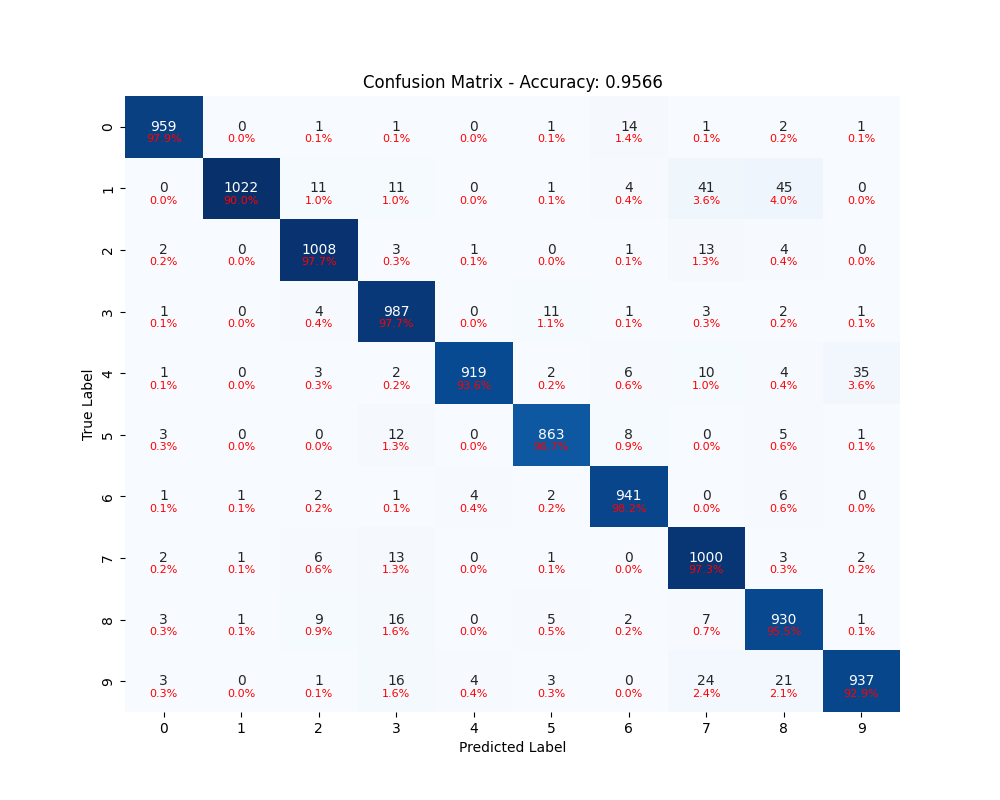 Confusion Matrix - Accuracy: 0.9566
True Label
0
959 0 1 1 0 1 14 1 2 1
97.9% 0.0% 0.1% 0.1% 0.0% 0.1% 1.4% 0.1% 0.2% 0.1%
1
0 1022 11 11 0 1 4 41 45 0
0.0% 90.0% 1.0% 1.0% 0.0% 0.1% 0.4% 3.6% 4.0% 0.0%
2
2 0 1008 3 1 0 1 13 4 0
0.2% 0.0% 97.7% 0.3% 0.1% 0.0% 0.1% 1.3% 0.4% 0.0%
3
1 0 4 987 0 11 1 3 2 1
0.1% 0.0% 0.4% 97.7% 0.0% 1.1% 0.1% 0.3% 0.2% 0.1%
4
1 0 3 2 919 2 6 10 4 35
0.1% 0.0% 0.3% 0.2% 93.6% 0.2% 0.6% 1.0% 0.4% 3.6%
5
3 0 0 12 0 863 8 0 5 1
0.3% 0.0% 0.0% 1.3% 0.0% 96.7% 0.9% 0.0% 0.6% 0.1%
6
1 1 2 1 4 2 941 0 6 0
0.1% 0.1% 0.2% 0.1% 0.4% 0.2% 98.2% 0.0% 0.6% 0.0%
7
2 1 6 13 0 1 0 1000 3 2
0.2% 0.1% 0.6% 1.3% 0.0% 0.1% 0.0% 97.3% 0.3% 0.2%
8
3 1 9 16 0 5 2 7 930 1
0.3% 0.1% 0.9% 1.6% 0.0% 0.5% 0.2% 0.7% 95.5% 0.1%
9
3 0 1 16 4 3 0 24 21 937
0.3% 0.0% 0.1% 1.6% 0.4% 0.3% 0.0% 2.4% 2.1% 92.9%
0 1 2 3 4 5 6 7 8 9
Predicted Label